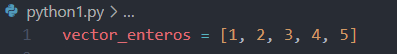 python1.py > ...
1 vector_enteros = [1, 2, 3, 4, 5]